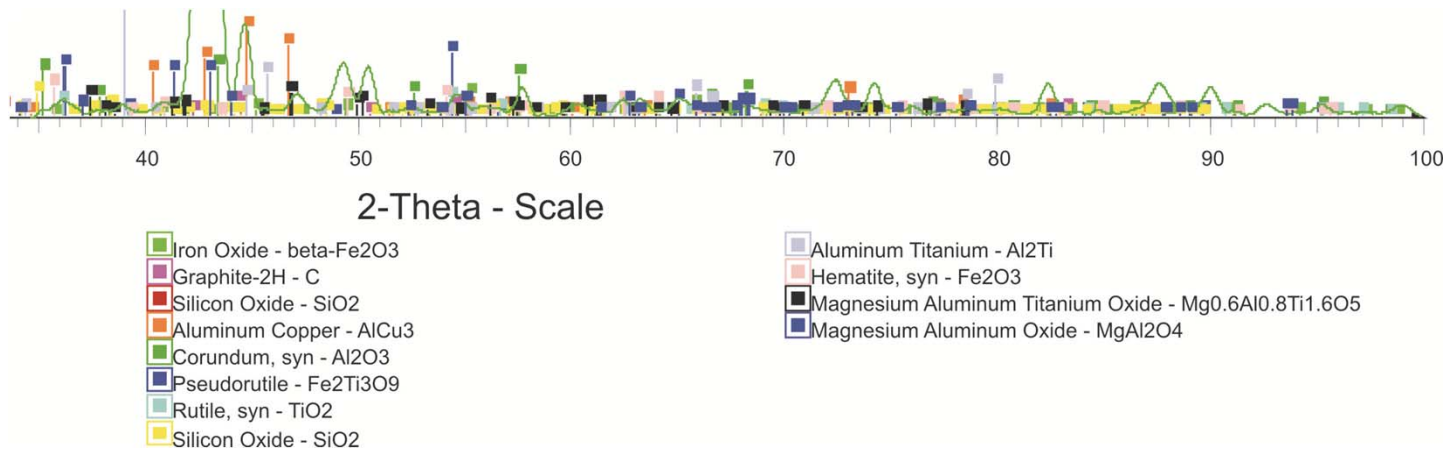 40 50 60 70 80 90 100
2-Theta - Scale
Iron Oxide - beta-Fe2O3
Graphite-2H - C
Silicon Oxide - SiO2
Aluminum Copper - AlCu3
Corundum, syn - Al2O3
Pseudorutile - Fe2Ti3O9
Rutile, syn - TiO2
Silicon Oxide - SiO2
Aluminum Titanium - Al2Ti
Hematite, syn - Fe2O3
Magnesium Aluminum Titanium Oxide - Mg0.6Al0.8Ti1.6O5
Magnesium Aluminum Oxide - MgAl2O4